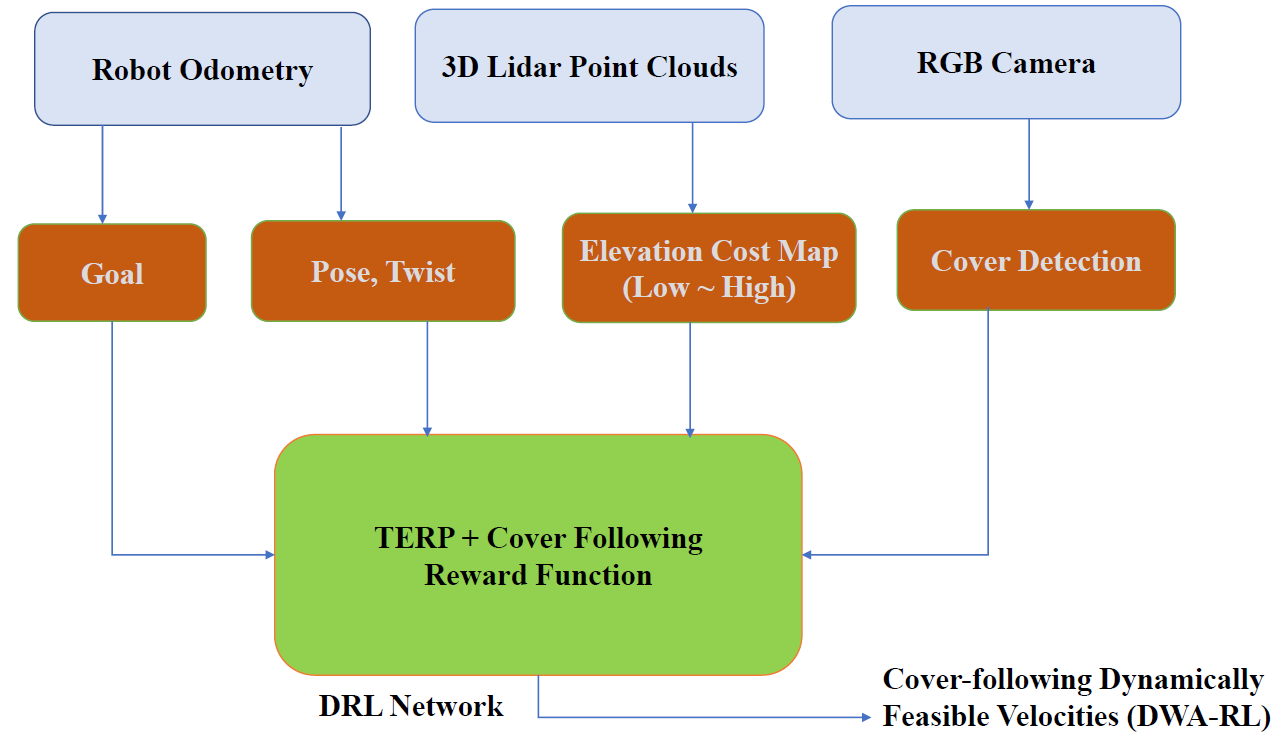 Robot Odometry
3D Lidar Point Clouds
RGB Camera
Goal
Pose, Twist
Elevation Cost Map
(Low ~ High)
Cover Detection
TERP + Cover Following
Reward Function
DRL Network
Cover-following Dynamically
Feasible Velocities (DWA-RL)